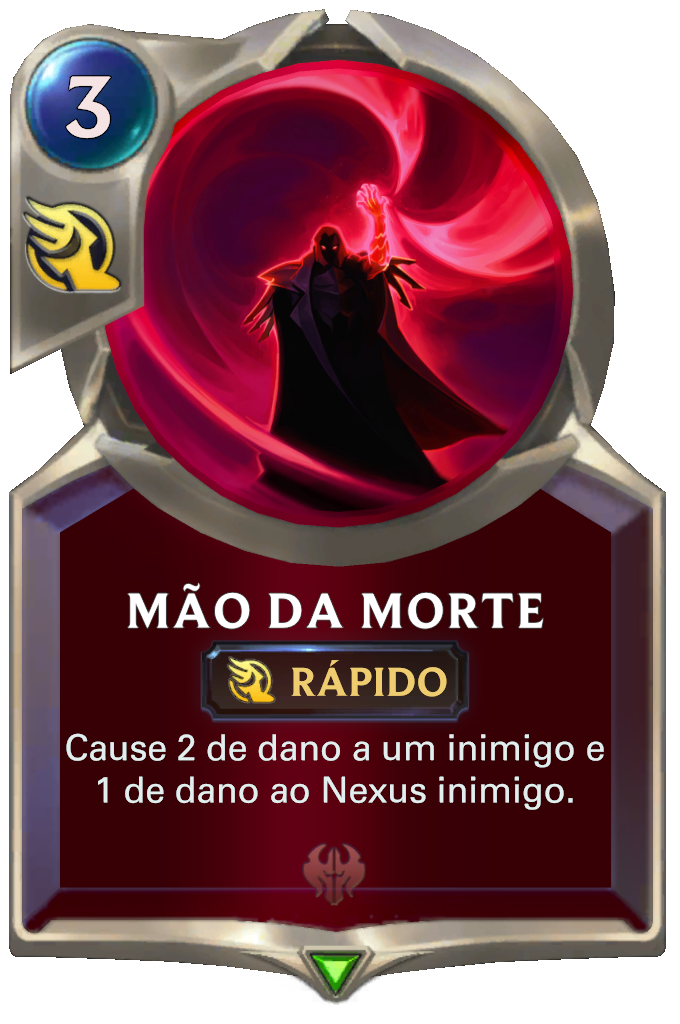 3
MÃO DA MORTE
RÁPIDO
Cause 2 de dano a um inimigo e
1 de dano ao Nexus inimigo.